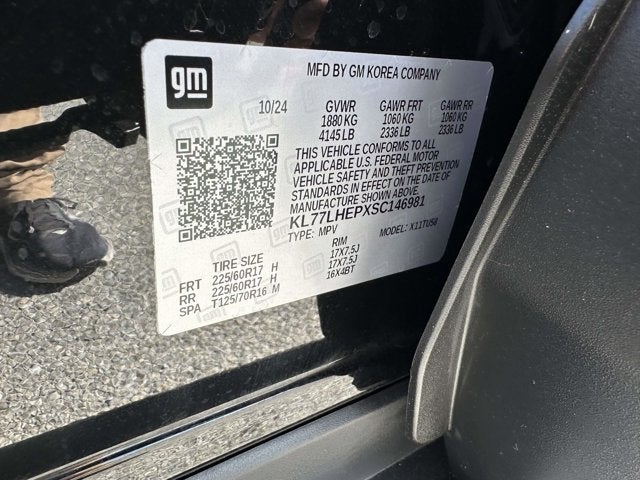 gm
MFD BY GM KOREA COMPANY
10/24 GVWR GAWR FRT GAWR RR
1880 KG 1060 KG 1060 KG
4145 LB 2336 LB 2336 LB
THIS VEHICLE CONFORMS TO ALL
APPLICABLE U.S. FEDERAL MOTOR
VEHICLE SAFETY AND THEFT PREVENTION
STANDARDS IN EFFECT ON THE DATE OF
MANUFACTURE SHOWN ABOVE.
KL77LHEPXSC146981
TYPE: MPV MODEL: X11TU58
TIRE SIZE RIM
FRT 225/60R17 H 17X7.5J
RR 225/60R17 H 17X7.5J
SPA T125/70R16 M 16X4BT